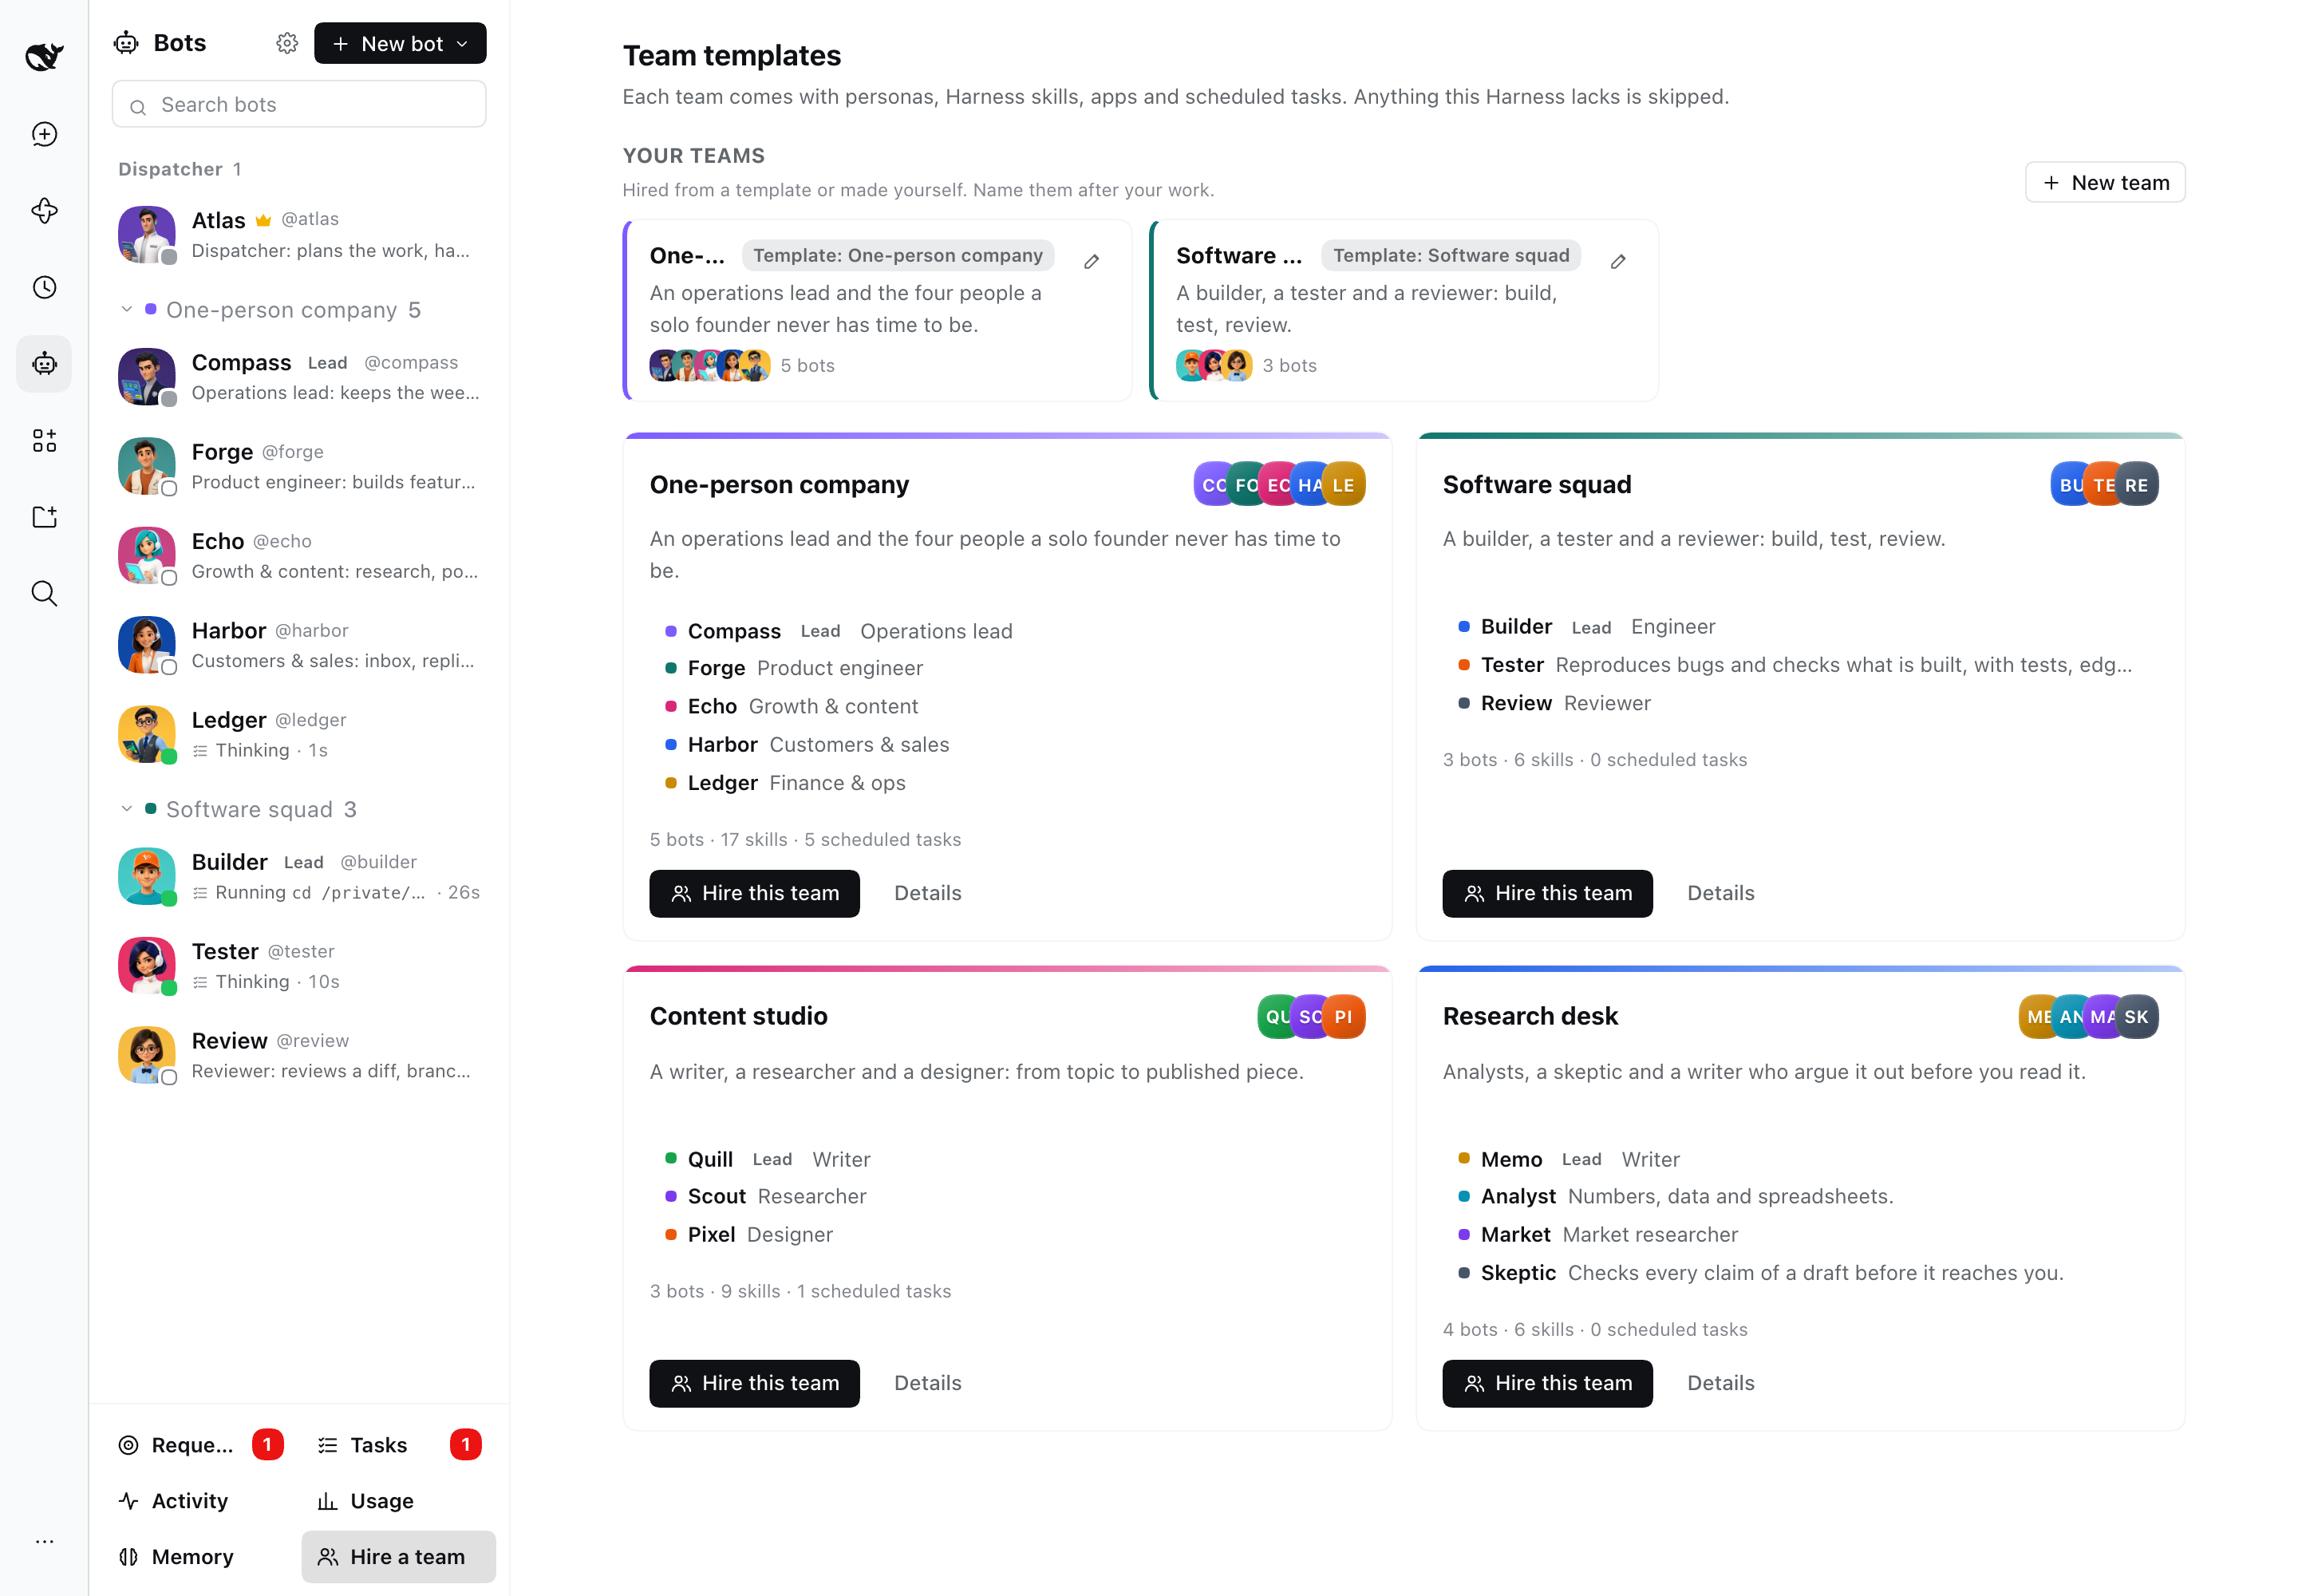 Bots
New bot
Search bots
Dispatcher 1
Atlas @atlas
Dispatcher: plans the work, ha...
One-person company 5
Compass Lead @compass
Operations lead: keeps the wee...
Forge @forge
Product engineer: builds featur...
Echo @echo
Growth & content: research, po...
Harbor @harbor
Customers & sales: inbox, repli...
Ledger @ledger
Thinking · 1s
Software squad 3
Builder Lead @builder
Running cd /private/... · 26s
Tester @tester
Thinking · 10s
Review @review
Reviewer: reviews a diff, branc...
Reque... 1
Tasks 1
Activity
Usage
Memory
Hire a team
Team templates
Each team comes with personas, Harness skills, apps and scheduled tasks. Anything this Harness lacks is skipped.
YOUR TEAMS
Hired from a template or made yourself. Name them after your work.
New team
One-... Template: One-person company
An operations lead and the four people a
solo founder never has time to be.
5 bots
Software ... Template: Software squad
A builder, a tester and a reviewer: build,
test, review.
3 bots
One-person company
CO FO EC HA LE
An operations lead and the four people a solo founder never has time to
be.
Compass Lead Operations lead
Forge Product engineer
Echo Growth & content
Harbor Customers & sales
Ledger Finance & ops
5 bots · 17 skills · 5 scheduled tasks
Hire this team Details
Software squad
BU TE RE
A builder, a tester and a reviewer: build, test, review.
Builder Lead Engineer
Tester Reproduces bugs and checks what is built, with tests, edg...
Review Reviewer
3 bots · 6 skills · 0 scheduled tasks
Hire this team Details
Content studio
QU SC PI
A writer, a researcher and a designer: from topic to published piece.
Quill Lead Writer
Scout Researcher
Pixel Designer
3 bots · 9 skills · 1 scheduled tasks
Hire this team Details
Research desk
ME AN MA SK
Analysts, a skeptic and a writer who argue it out before you read it.
Memo Lead Writer
Analyst Numbers, data and spreadsheets.
Market Market researcher
Skeptic Checks every claim of a draft before it reaches you.
4 bots · 6 skills · 0 scheduled tasks
Hire this team Details